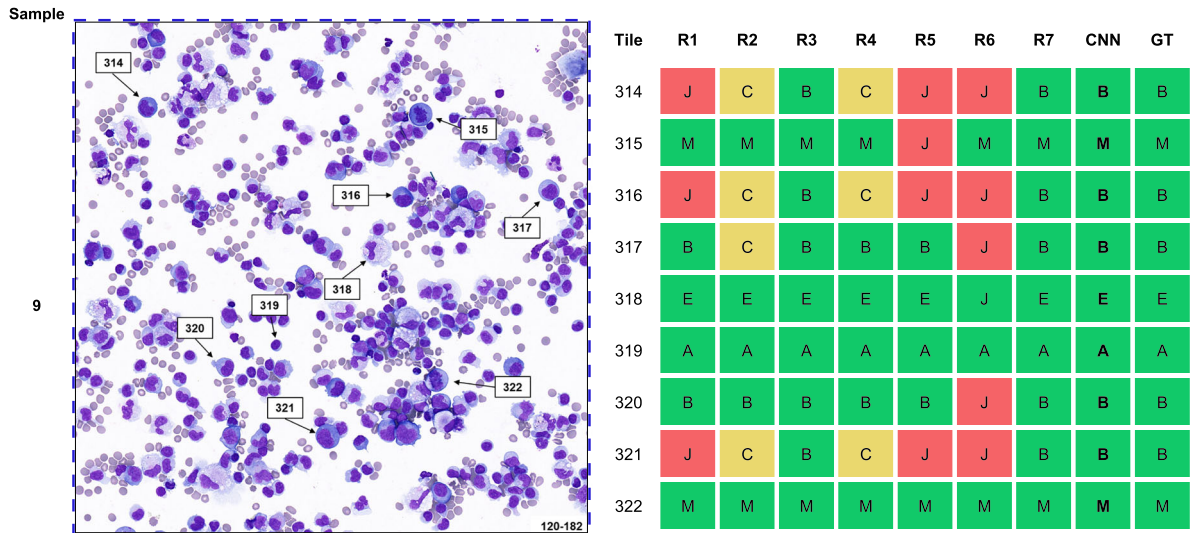 Sample
9
314
315
316
317
318
319
320
322
321
120-182
Tile R1 R2 R3 R4 R5 R6 R7 CNN GT
314 J C B C J J B B B
315 M M M M J M M M M
316 J C B C J J B B B
317 B C B B B J B B B
318 E E E E E J E E E
319 A A A A A A A A A
320 B B B B B J B B B
321 J C B C J J B B B
322 M M M M M M M M M